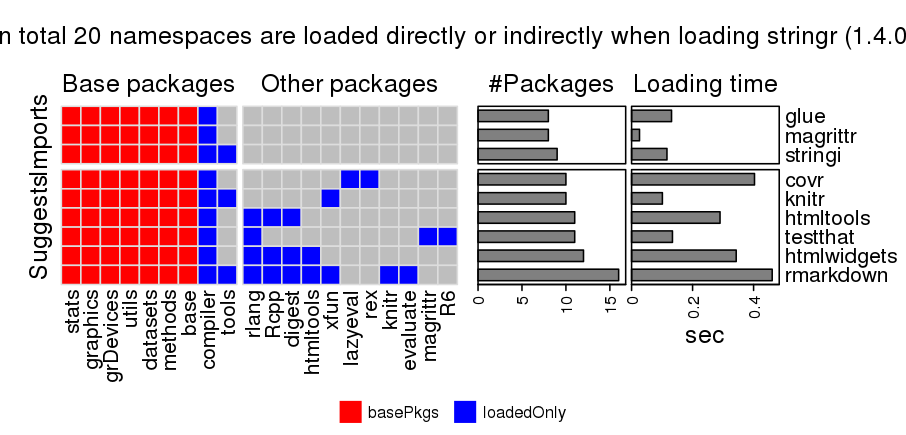 n total 20 namespaces are loaded directly or indirectly when loading stringr (1.4.0
Base packages
Other packages
#Packages
Loading time
Imports
Suggests
glue
magrittr
stringi
covr
knitr
htmltools
testthat
htmlwidgets
rmarkdown
stats
graphics
grDevices
utils
datasets
methods
base
compiler
tools
rlang
Rcpp
digest
htmltools
xfun
lazyeval
rex
knitr
evaluate
magrittr
R6
0 5 10 15
0 0.2 0.4
sec
basePkgs
loadedOnly